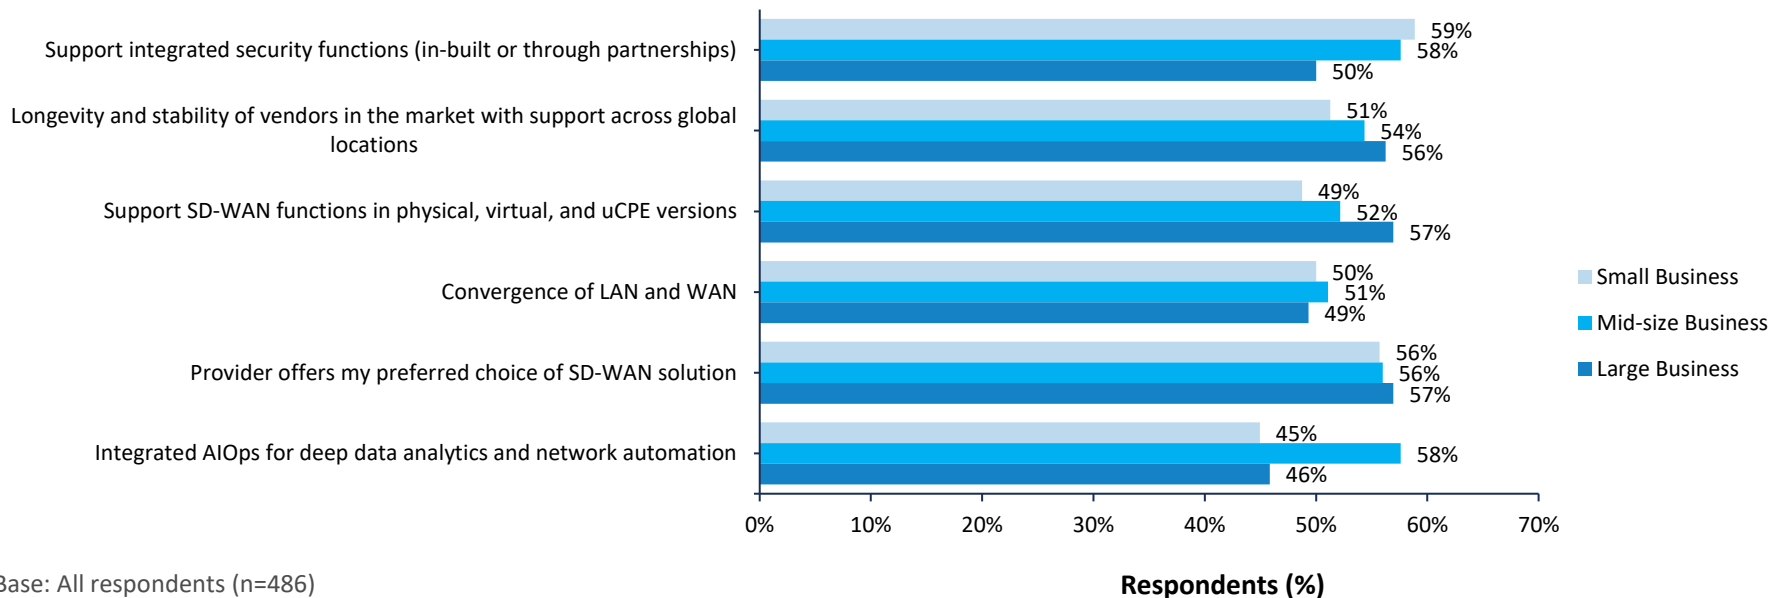 Support integrated security functions (in-built or through partnerships)
59%
58%
50%
Longevity and stability of vendors in the market with support across global
locations
51%
54%
56%
Support SD-WAN functions in physical, virtual, and uCPE versions
49%
52%
57%
Convergence of LAN and WAN
50%
51%
49%
Provider offers my preferred choice of SD-WAN solution
56%
56%
57%
Integrated AIOps for deep data analytics and network automation
45%
58%
46%
0% 10% 20% 30% 40% 50% 60% 70%
Small Business
Mid-size Business
Large Business
Base: All respondents (n=486)
Respondents (%)